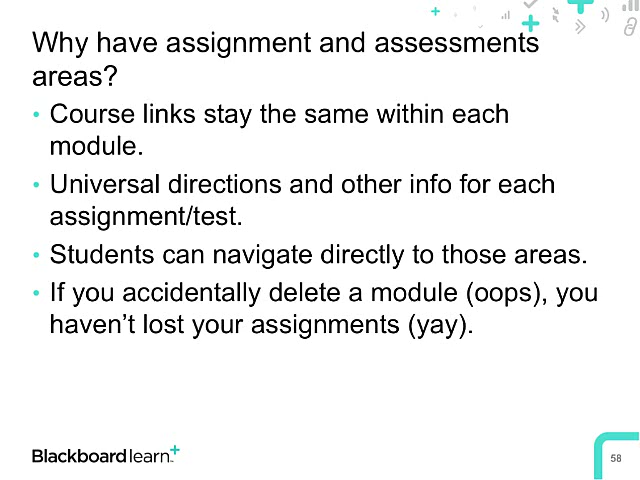 Why have assignment and assessments
areas?
• Course links stay the same within each
module.
• Universal directions and other info for each
assignment/test.
• Students can navigate directly to those areas.
• If you accidentally delete a module (oops), you
haven’t lost your assignments (yay).
Blackboard learn+
58